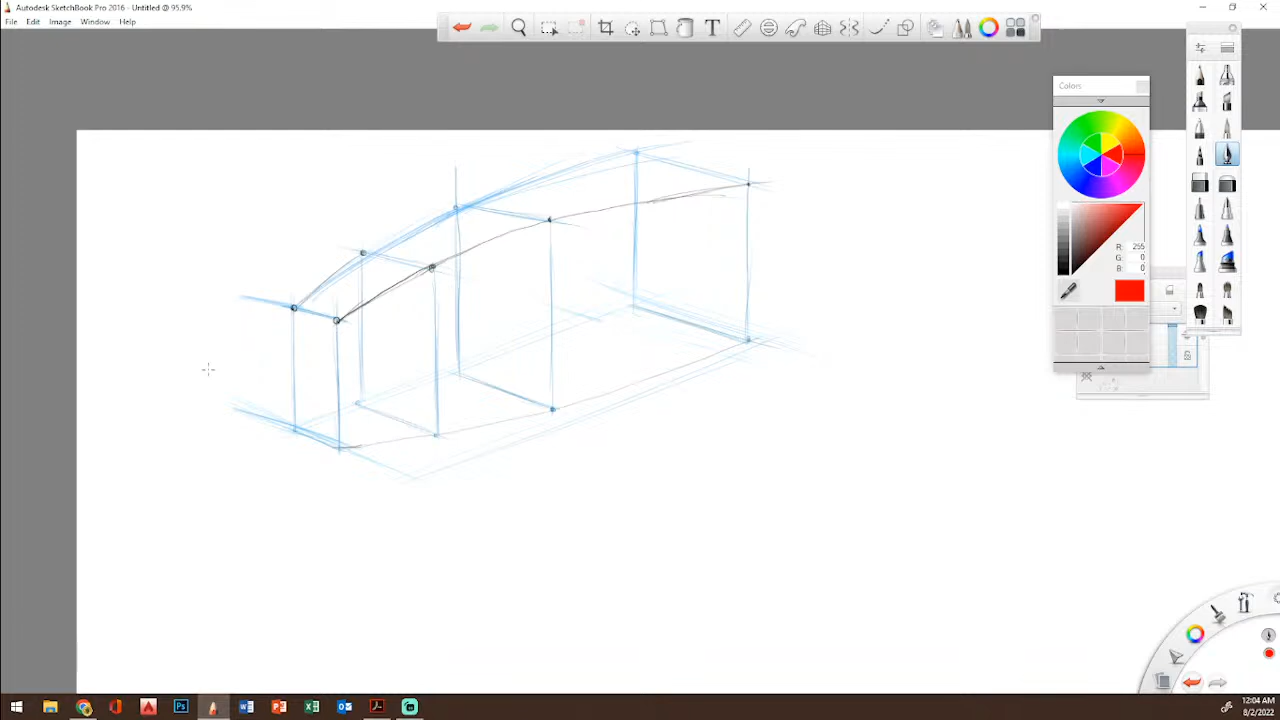 Autodesk SketchBook Pro 2016 - Untitled @ 95.9%
File Edit Image Window Help
T
Colors
R: 255
G: 0
B: 0
12:04 AM
8/2/2022